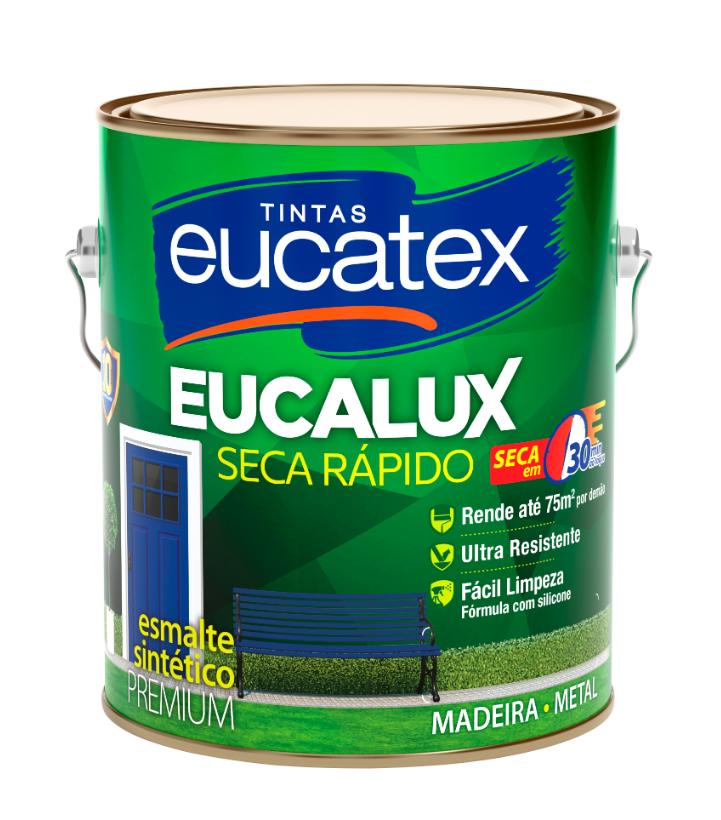 TINTAS
eucatex
EUCALUX
SECA RÁPIDO
SECA
em
30
10
Rende até 75m² por demão
Ultra Resistente
Fácil Limpeza
Fórmula com silicone
esmalte
sintético
PREMIUM
MADEIRA • METAL